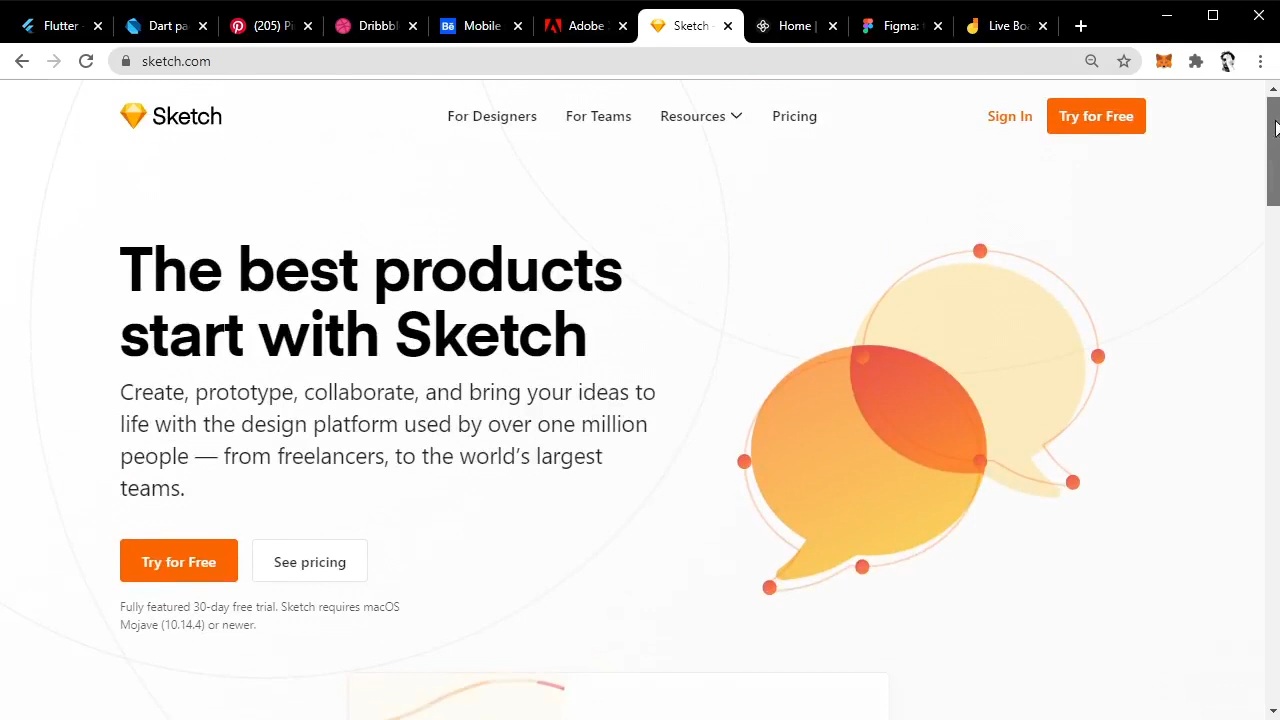 Flutter
Dart pa
(205) Pi
Dribbbl
Bē Mobile
Adobe
Sketch
Home |
Figma:
Live Boa
sketch.com
Sketch
For Designers
For Teams
Resources
Pricing
Sign In
Try for Free
The best products
start with Sketch
Create, prototype, collaborate, and bring your ideas to
life with the design platform used by over one million
people — from freelancers, to the world’s largest
teams.
Try for Free
See pricing
Fully featured 30-day free trial. Sketch requires macOS
Mojave (10.14.4) or newer.